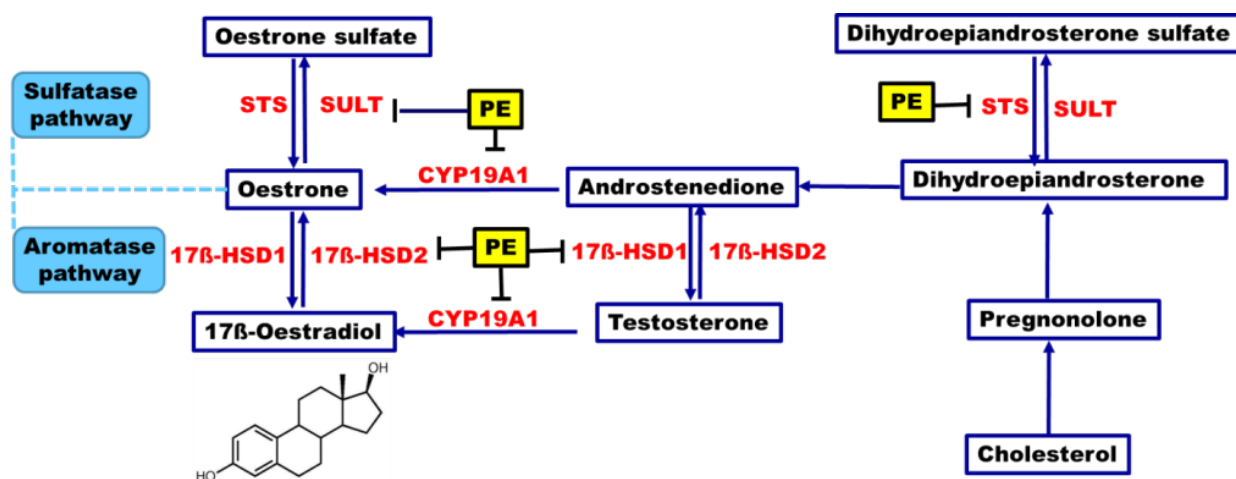 Oestrone sulfate
Dihydroepiandrosterone sulfate
Sulfatase
pathway
STS
SULT
PE
PE
STS
SULT
Oestrone
CYP19A1
Androstenedione
Dihydroepiandrosterone
Aromatase
pathway
17ß-HSD1
17ß-HSD2
PE
17ß-HSD1
17ß-HSD2
17ß-Oestradiol
CYP19A1
Testosterone
Pregnonolone
OH
HO
Cholesterol